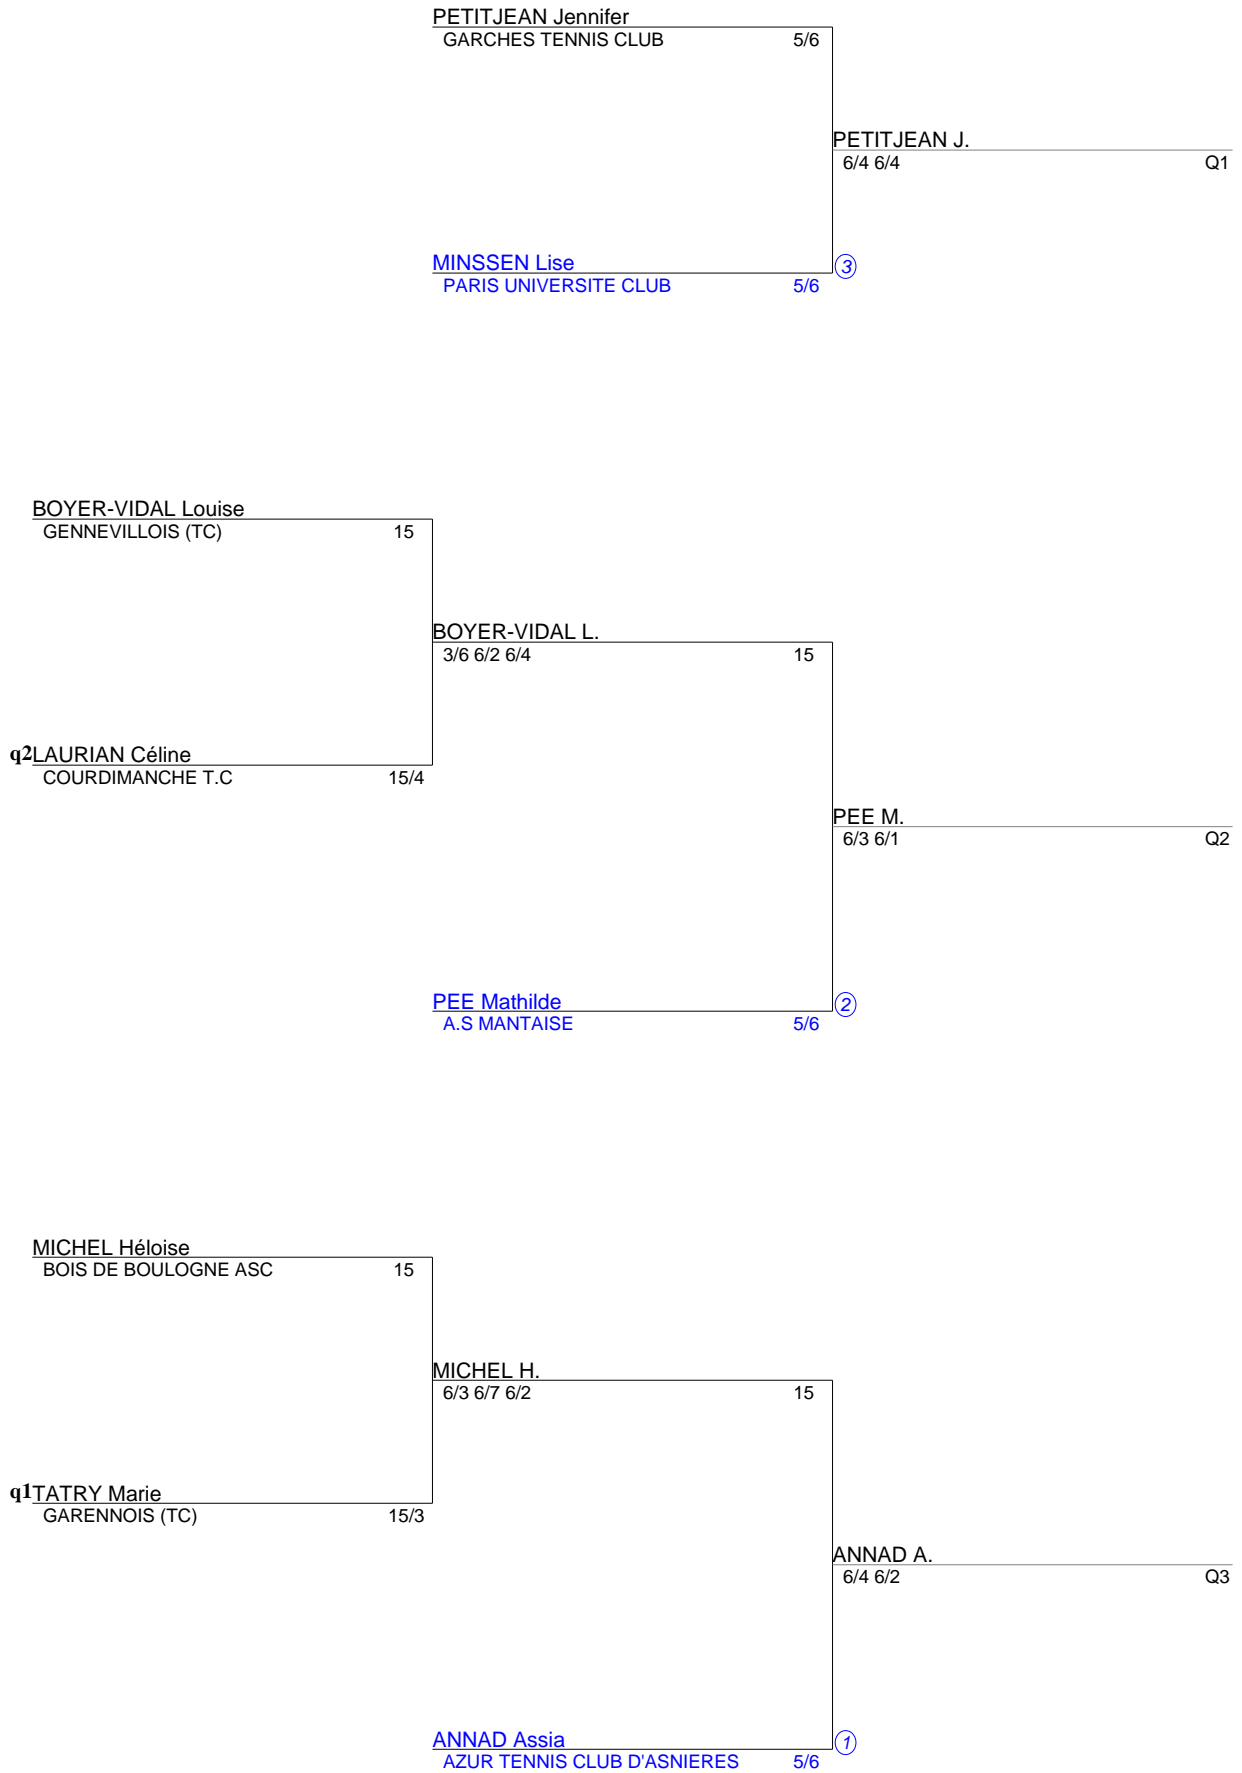 PETITJEAN Jennifer
GARCHES TENNIS CLUB 5/6
PETITJEAN J.
6/4 6/4 Q1
MINSSEN Lise 3
PARIS UNIVERSITE CLUB 5/6
BOYER-VIDAL Louise
GENNEVILLOIS (TC) 15
BOYER-VIDAL L.
3/6 6/2 6/4 15
q2 LAURIAN Céline
COURDIMANCHE T.C 15/4
PEE M.
6/3 6/1 Q2
PEE Mathilde 2
A.S MANTAISE 5/6
MICHEL Héloise
BOIS DE BOULOGNE ASC 15
MICHEL H.
6/3 6/7 6/2 15
q1 TATRY Marie
GARENNOIS (TC) 15/3
ANNAD A.
6/4 6/2 Q3
ANNAD Assia 1
AZUR TENNIS CLUB D'ASNIERES 5/6